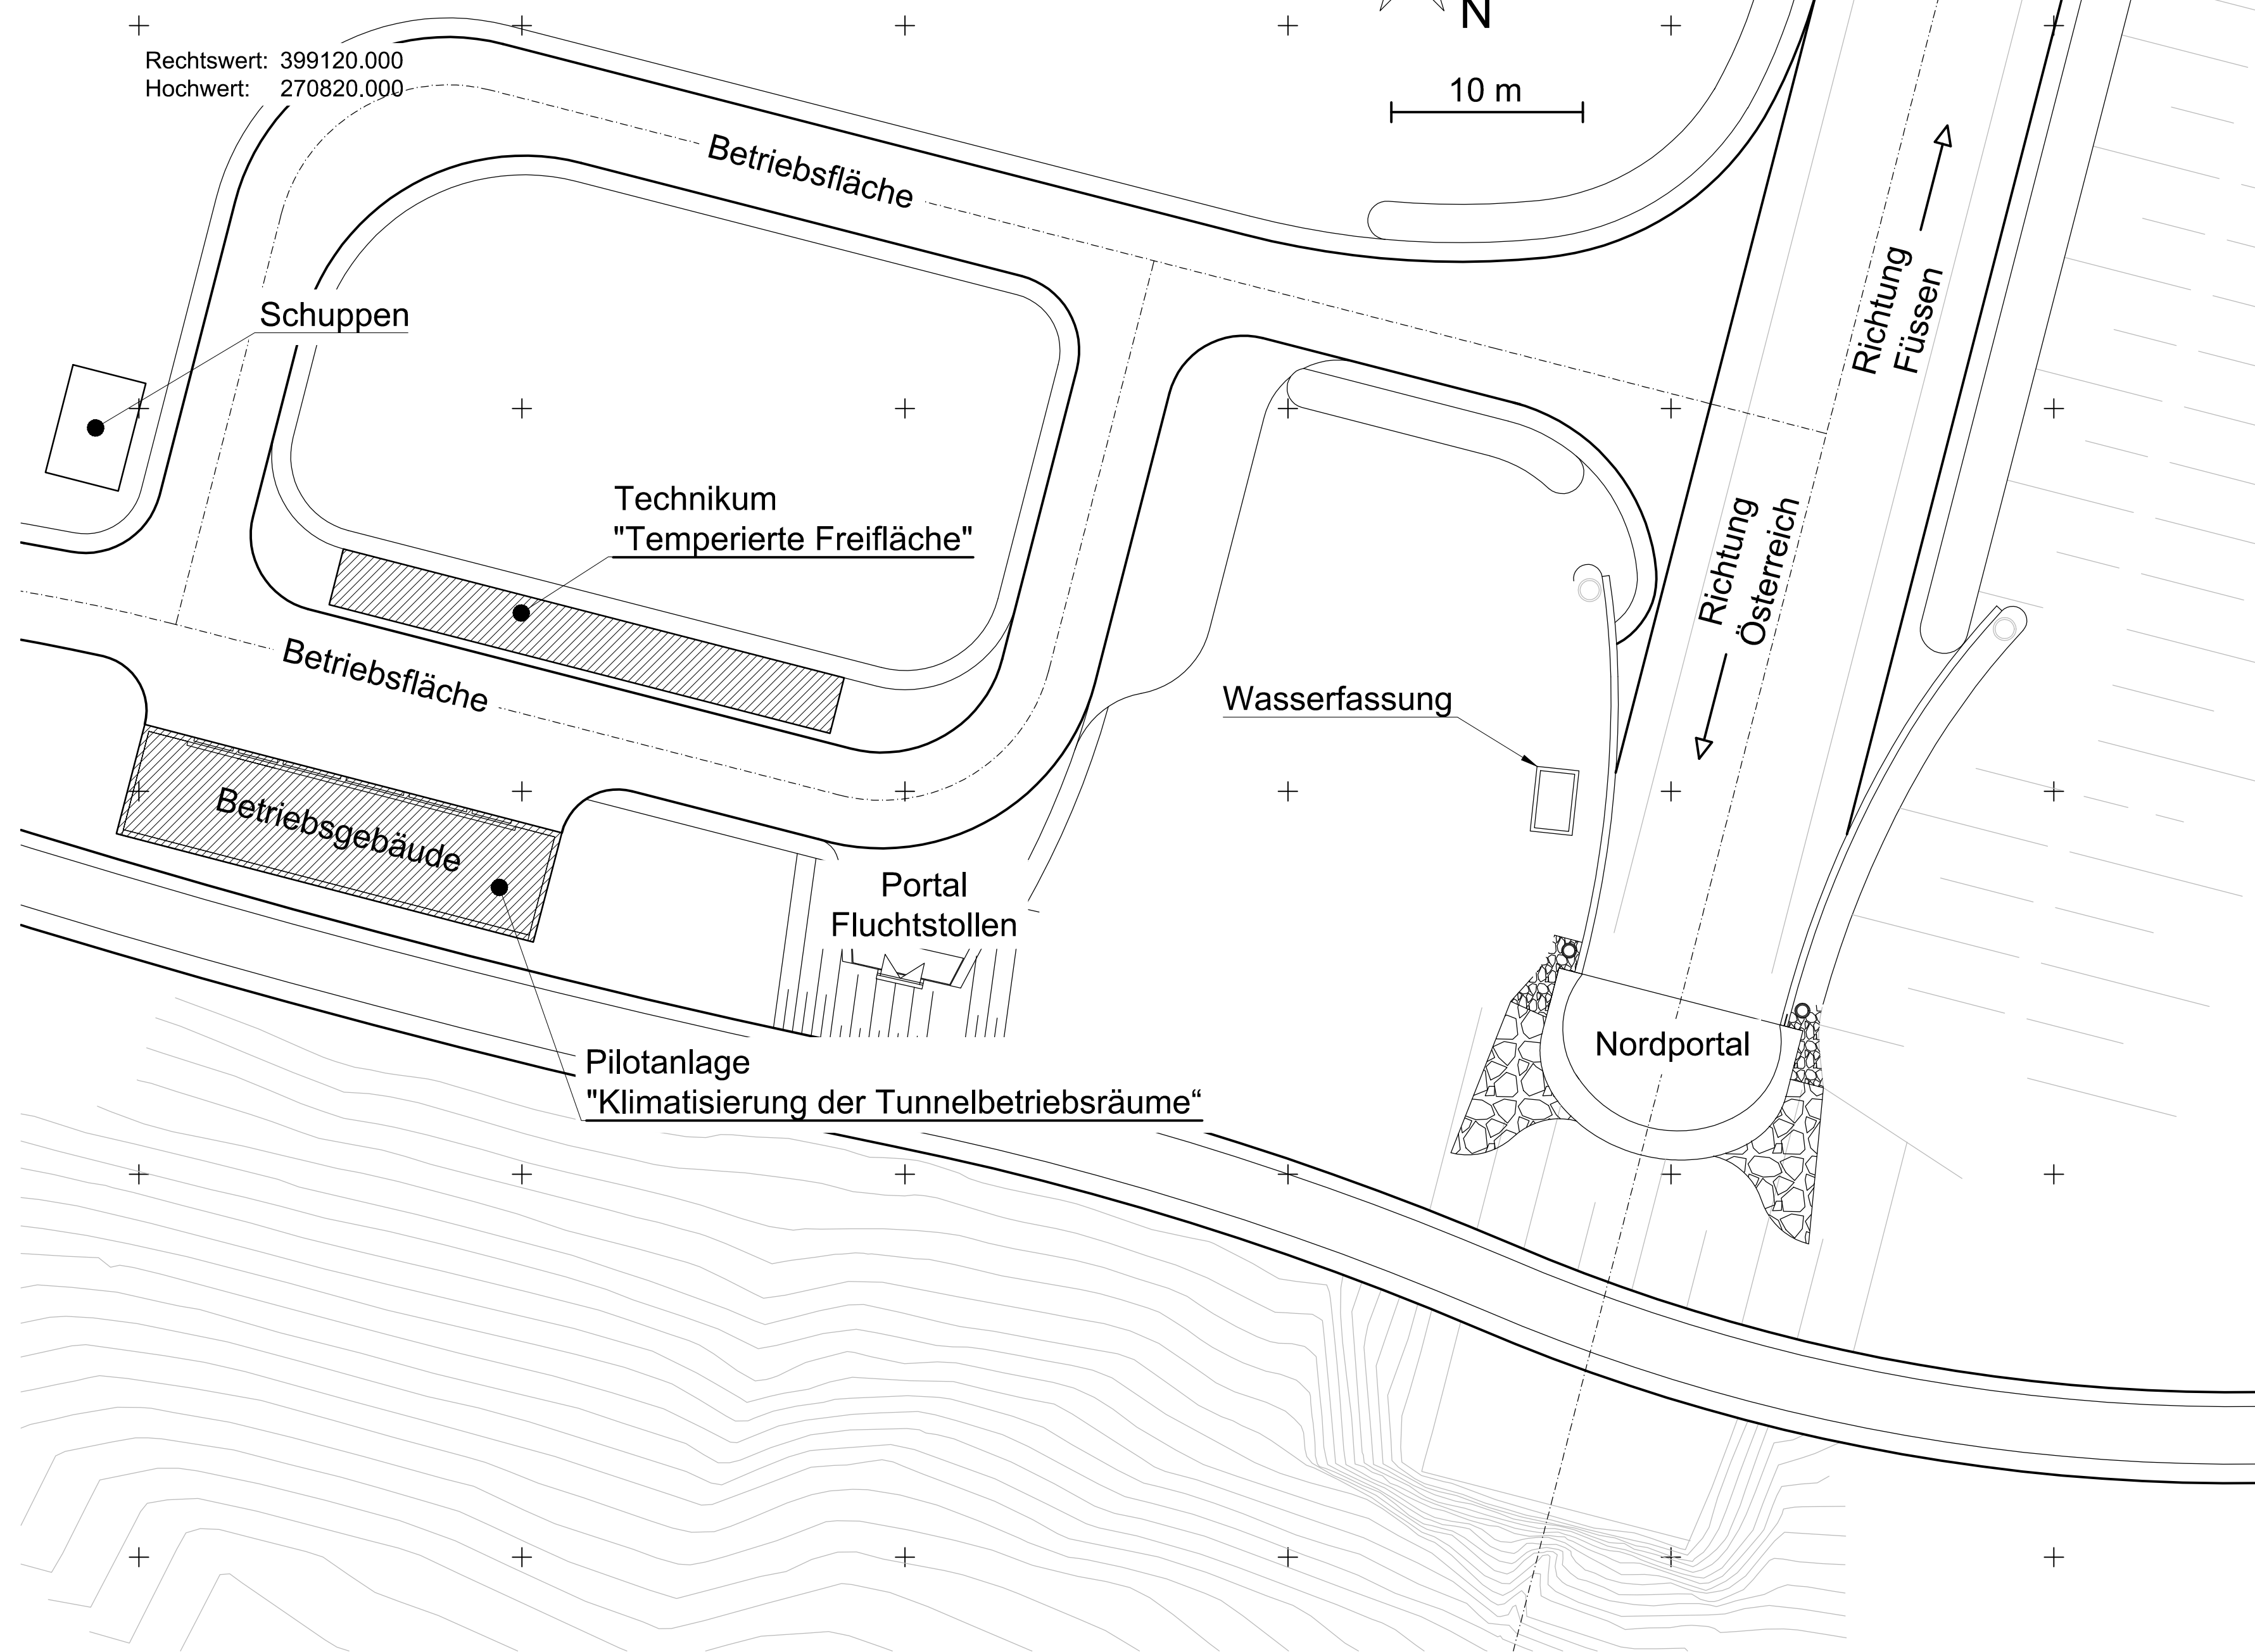 N
Rechtswert: 399120.000
Hochwert: 270820.000
10 m
Betriebsfläche
Richtung
Füssen
Schuppen
Technikum
"Temperierte Freifläche"
Richtung
Österreich
Betriebsfläche
Wasserfassung
Betriebsgebäude
Portal
Fluchtstollen
Nordportal
Pilotanlage
"Klimatisierung der Tunnelbetriebsräume“